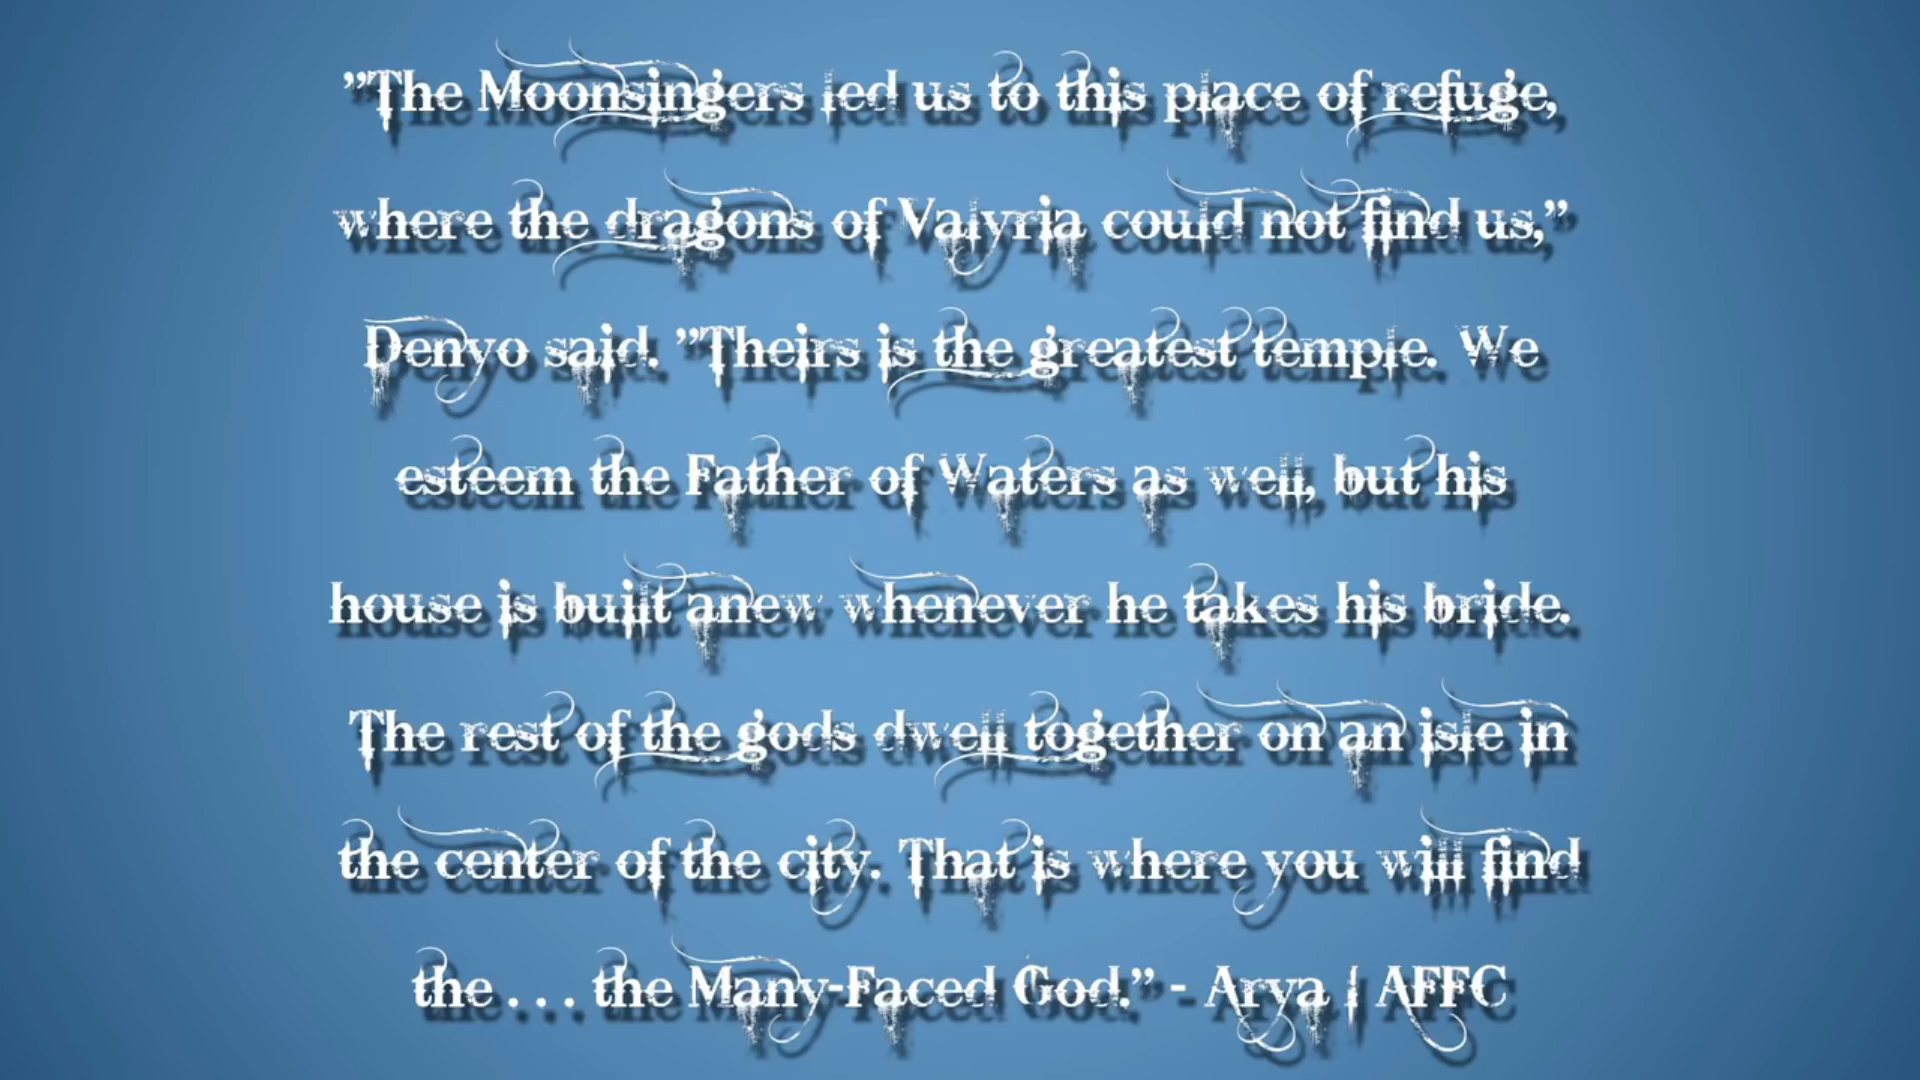 ”The Moonsingers led us to this place of refuge,
where the dragons of Valyria could not find us,”
Denyo said. ”Theirs is the greatest temple. We
esteem the Father of Waters as well, but his
house is built anew whenever he takes his bride.
The rest of the gods dwell together on an isle in
the center of the city. That is where you will find
the . . . the Many-Faced God.” - Arya I AFFC